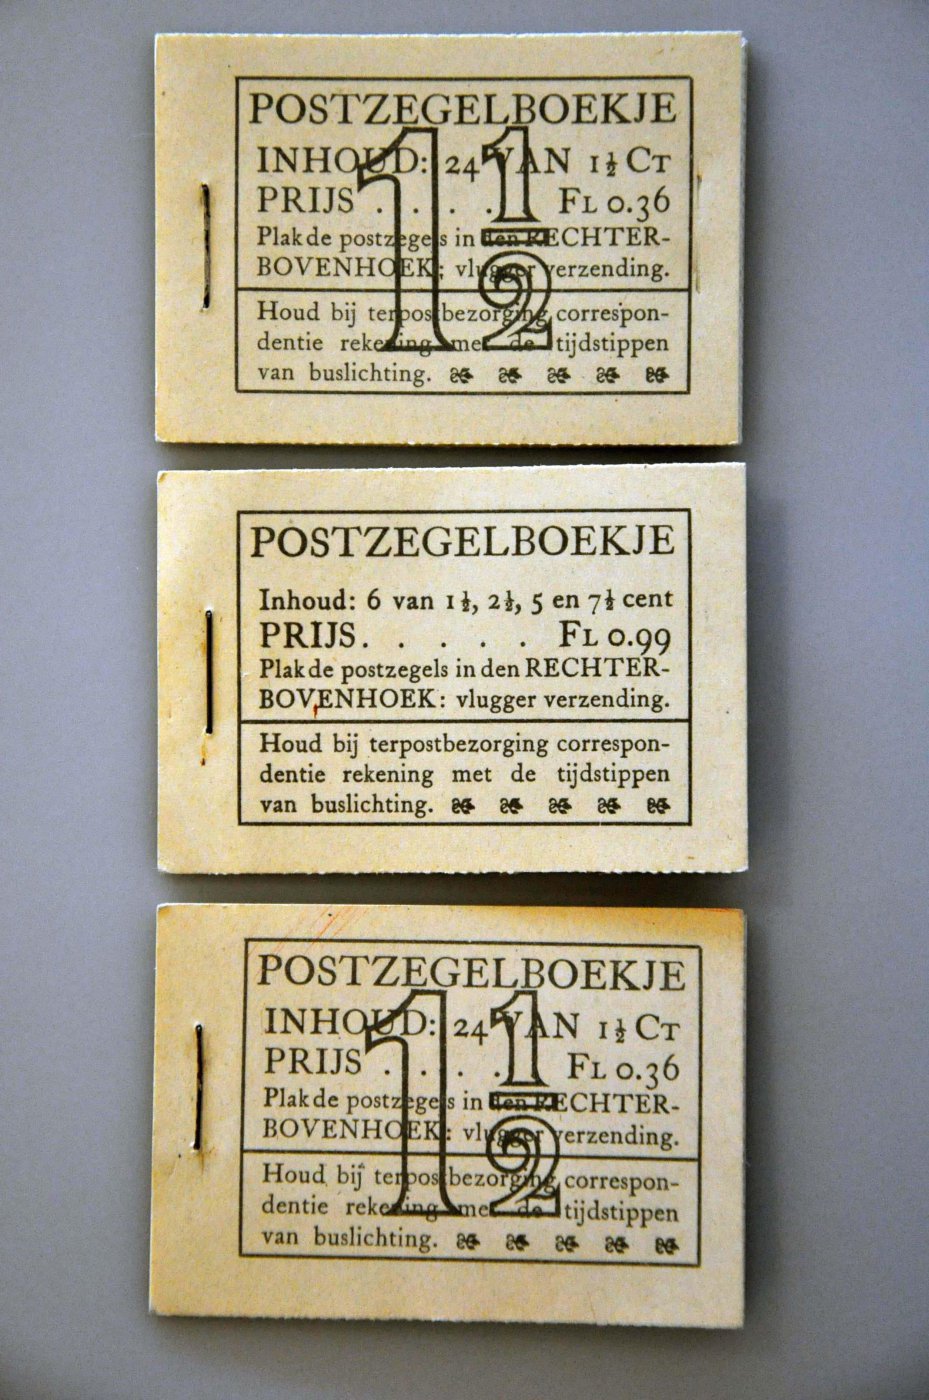 POSTZEGELBOEKJE
INHOUD: 24 VAN 1½ CT
PRIJS . . . . FL 0.36
Plak de postzegels in den RECHTER-
BOVENHOEK: vlugger verzending.
1½
Houd bij terpostbezorging correspon-
dentie rekening met de tijdstippen
van buslichting.
POSTZEGELBOEKJE
Inhoud: 6 van 1½, 2½, 5 en 7½ cent
PRIJS. . . . . FL 0.99
Plak de postzegels in den RECHTER-
BOVENHOEK: vlugger verzending.
Houd bij terpostbezorging correspon-
dentie rekening met de tijdstippen
van buslichting.
POSTZEGELBOEKJE
INHOUD: 24 VAN 1½ CT
PRIJS . . . . FL 0.36
Plak de postzegels in den RECHTER-
BOVENHOEK: vlugger verzending.
1½
Houd bij terpostbezorging correspon-
dentie rekening met de tijdstippen
van buslichting.